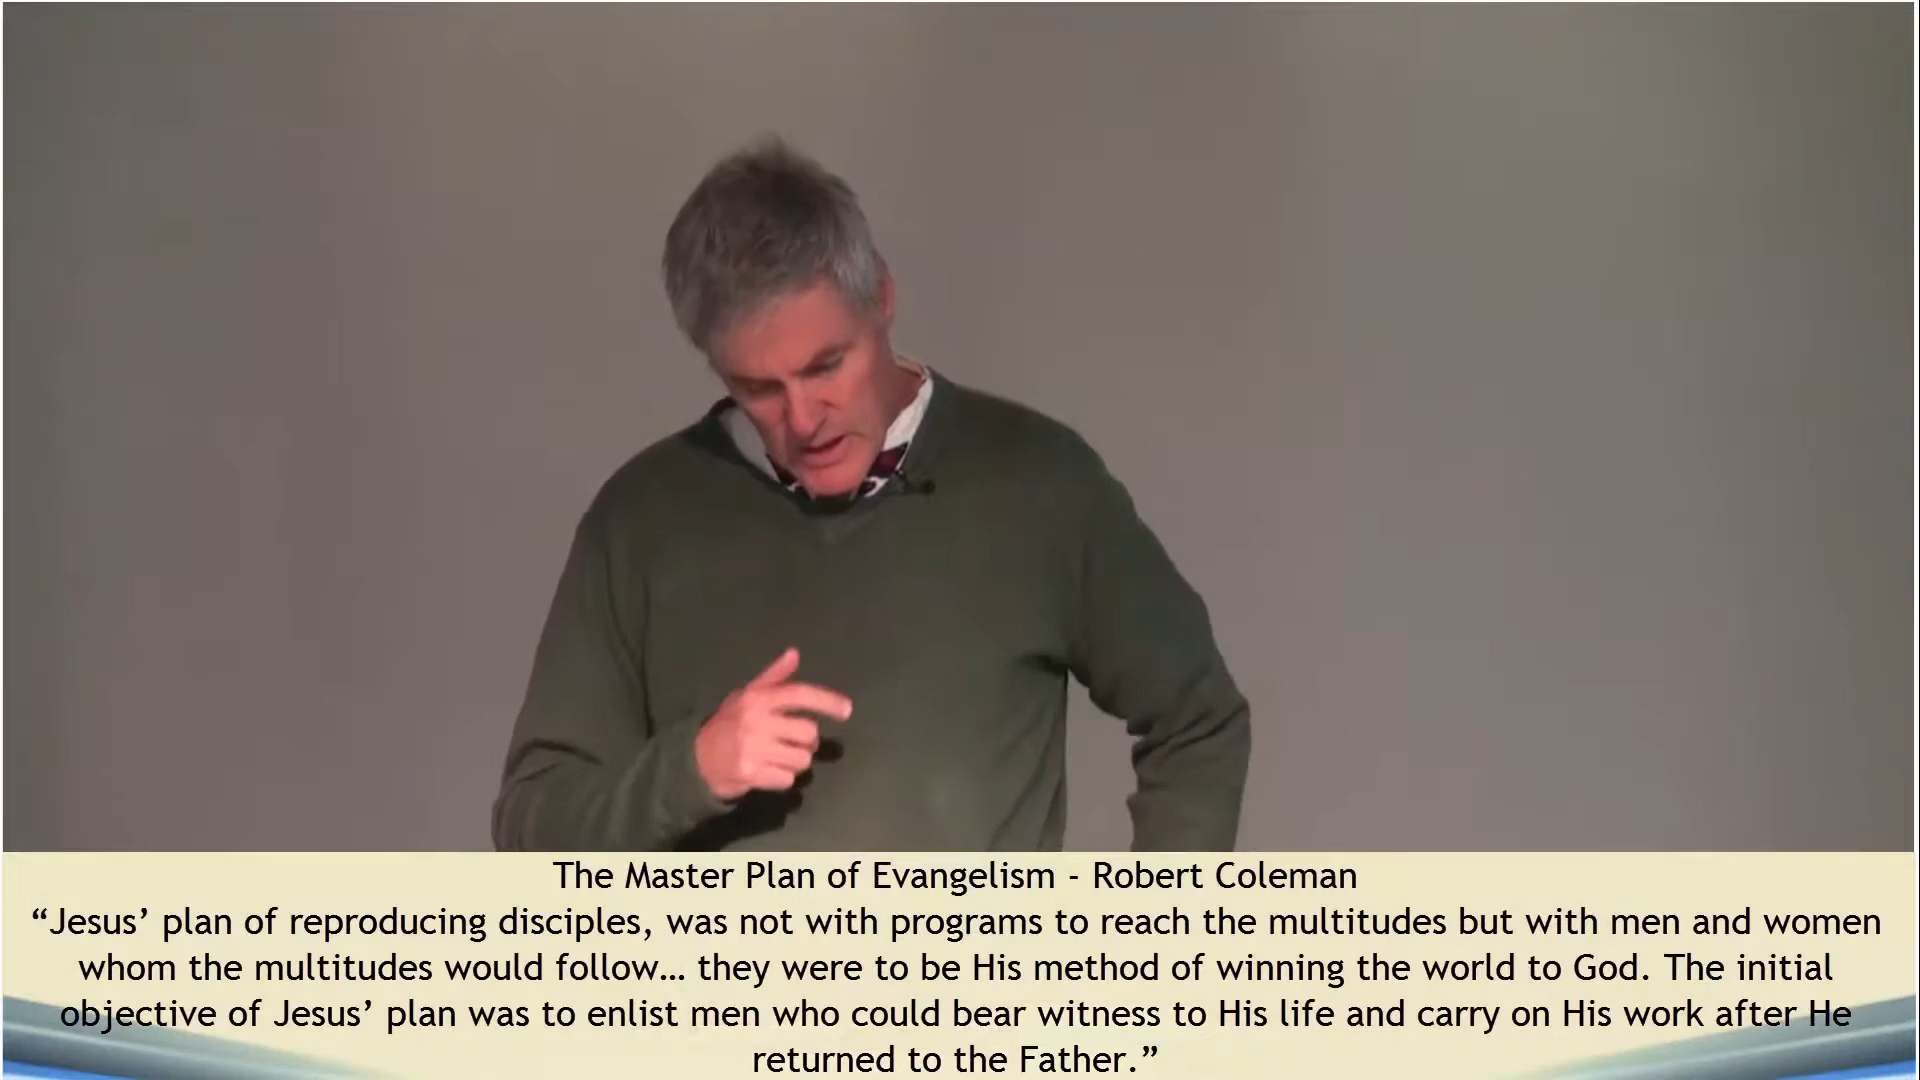 The Master Plan of Evangelism - Robert Coleman
“Jesus’ plan of reproducing disciples, was not with programs to reach the multitudes but with men and women
whom the multitudes would follow… they were to be His method of winning the world to God. The initial
objective of Jesus’ plan was to enlist men who could bear witness to His life and carry on His work after He
returned to the Father.”